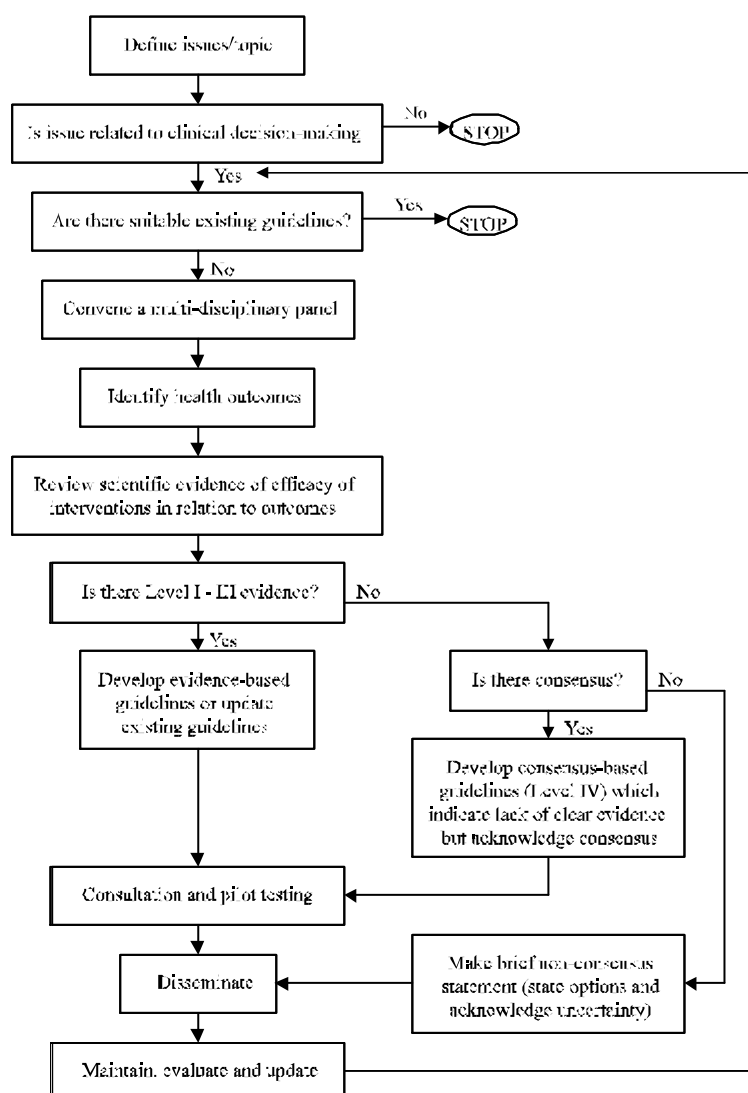 Define issues/topic
Is issue related to clinical decision-making
No
STOP
Yes
Are there suitable existing guidelines?
Yes
STOP
No
Convene a multi-disciplinary panel
Identify health outcomes
Review scientific evidence of efficacy of
interventions in relation to outcomes
Is there Level I - III evidence?
No
Yes
Is there consensus?
No
Develop evidence-based
guidelines or update
existing guidelines
Yes
Develop consensus-based
guidelines (Level IV) which
indicate lack of clear evidence
but acknowledge consensus
Consultation and pilot testing
Make brief non-consensus
statement (state options and
acknowledge uncertainty)
Disseminate
Maintain, evaluate and update